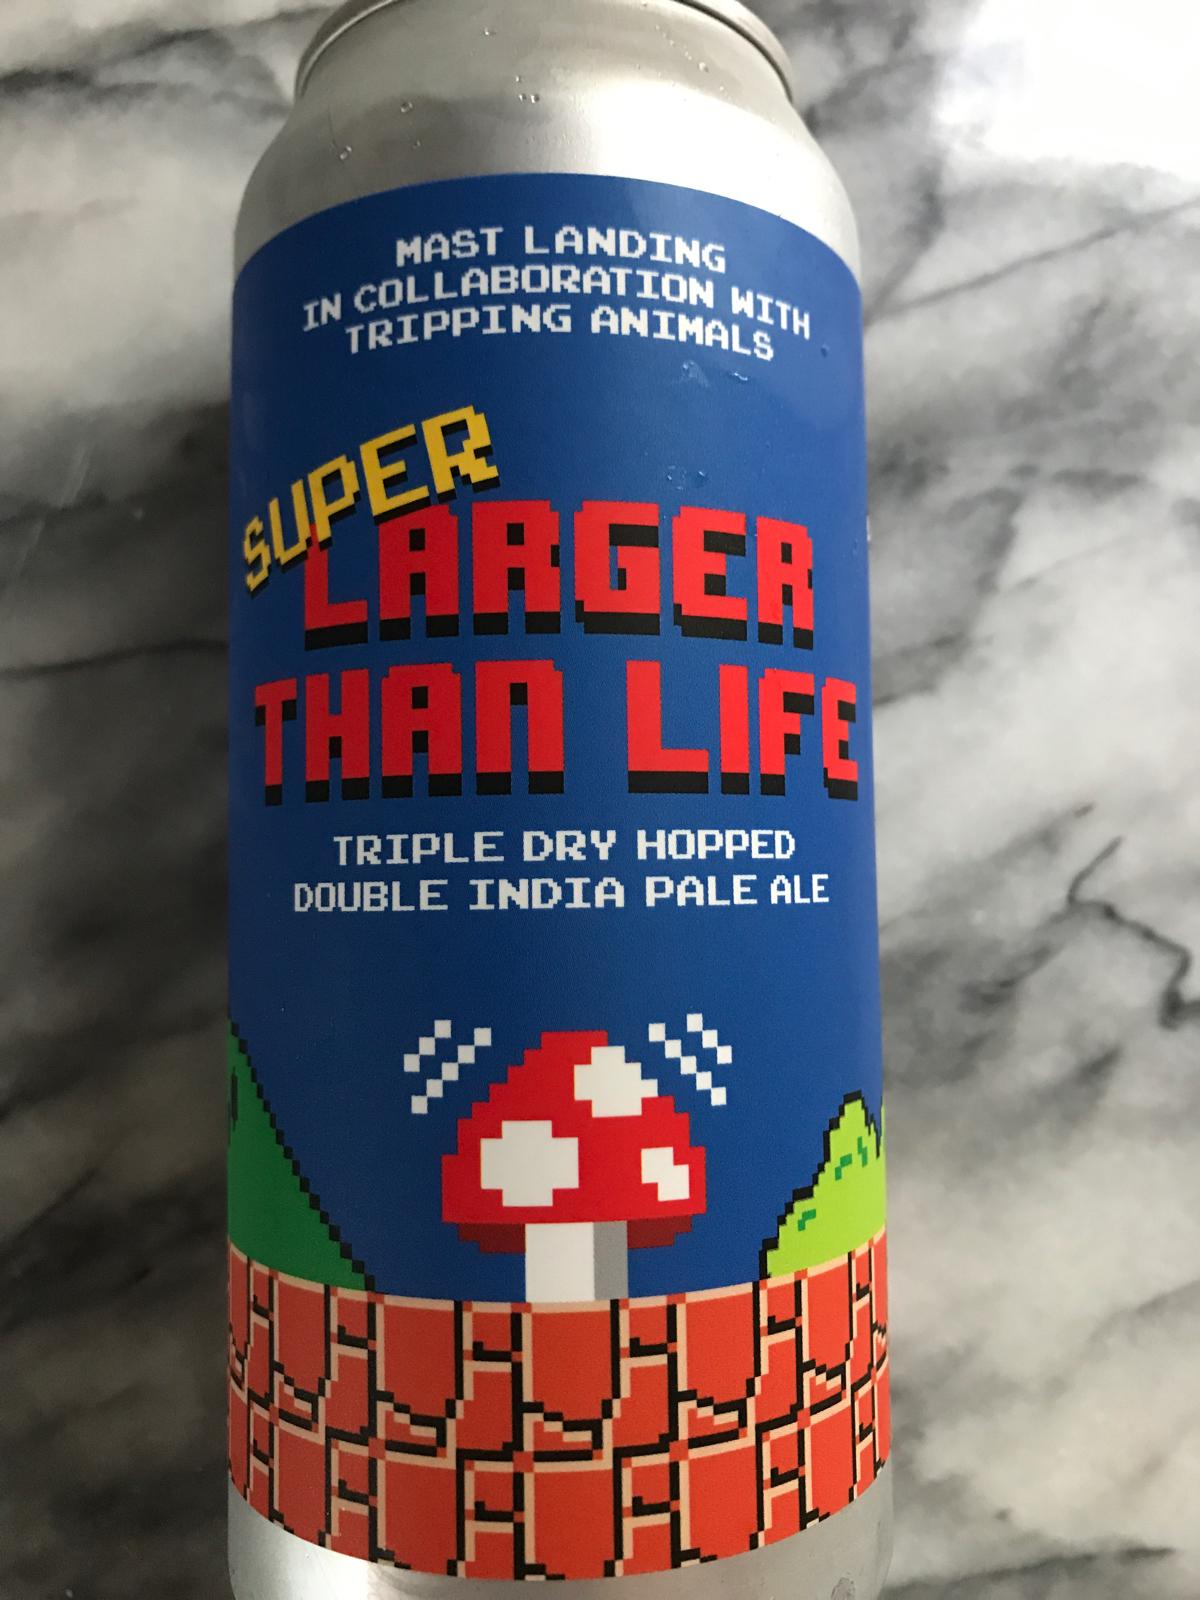 MAST LANDING
IN COLLABORATION WITH
TRIPPING ANIMALS
SUPER
LARGER
THAN LIFE
TRIPLE DRY HOPPED
DOUBLE INDIA PALE ALE